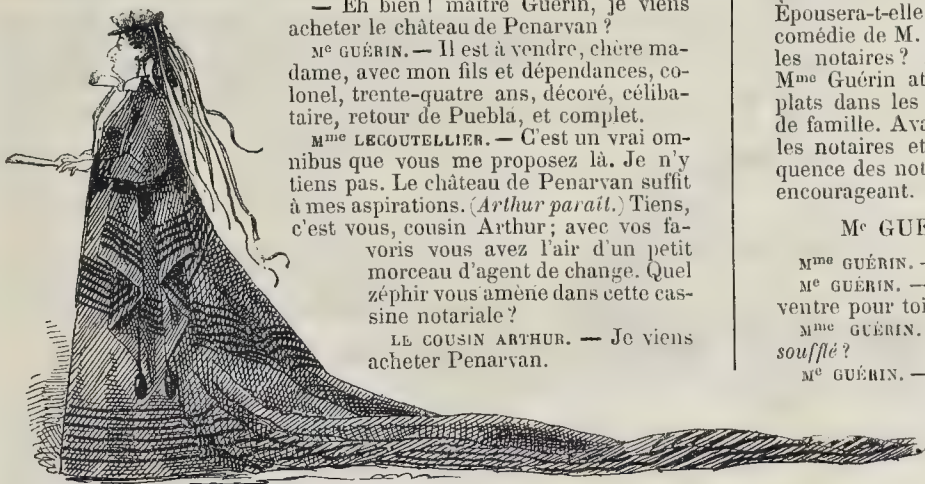 — Eh bien ! maître Guérin, je viens
acheter le château de Penarvan ?
Mᵉ GUÉRIN. — Il est à vendre, chère ma-
dame, avec mon fils et dépendances, co-
lonel, trente-quatre ans, décoré, céliba-
taire, retour de Puebla, et complet.
Mᵐᵉ LECOUTELLIER. — C'est un vrai om-
nibus que vous me proposez là. Je n'y
tiens pas. Le château de Penarvan suffit
à mes aspirations. (Arthur paraît.) Tiens,
c'est vous, cousin Arthur ; avec vos fa-
voris vous avez l'air d'un petit
morceau d'agent de change. Quel
zéphir vous amène dans cette cas-
sine notariale ?
LE COUSIN ARTHUR. — Je viens
acheter Penarvan.
Épousera-t-elle
comédie de M.
les notaires ?
Mᵐᵉ Guérin at
plats dans les
de famille. Ava
les notaires et
quence des not
encourageant.
Mᵉ GUÉ
Mᵐᵉ GUÉRIN. —
Mᵉ GUÉRIN. —
ventre pour toi
Mᵐᵉ GUÉRIN.
soufflé ?
Mᵉ GUÉRIN. —